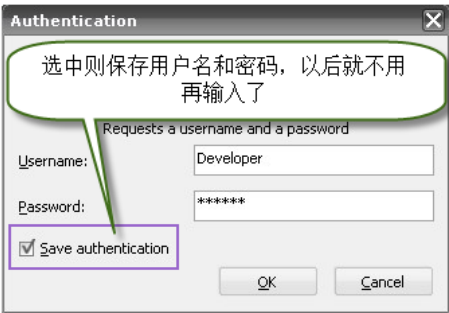 Authentication
选中则保存用户名和密码，以后就不用
再输入了
Requests a username and a password
Username:
Developer
Password:
******
Save authentication
OK
Cancel